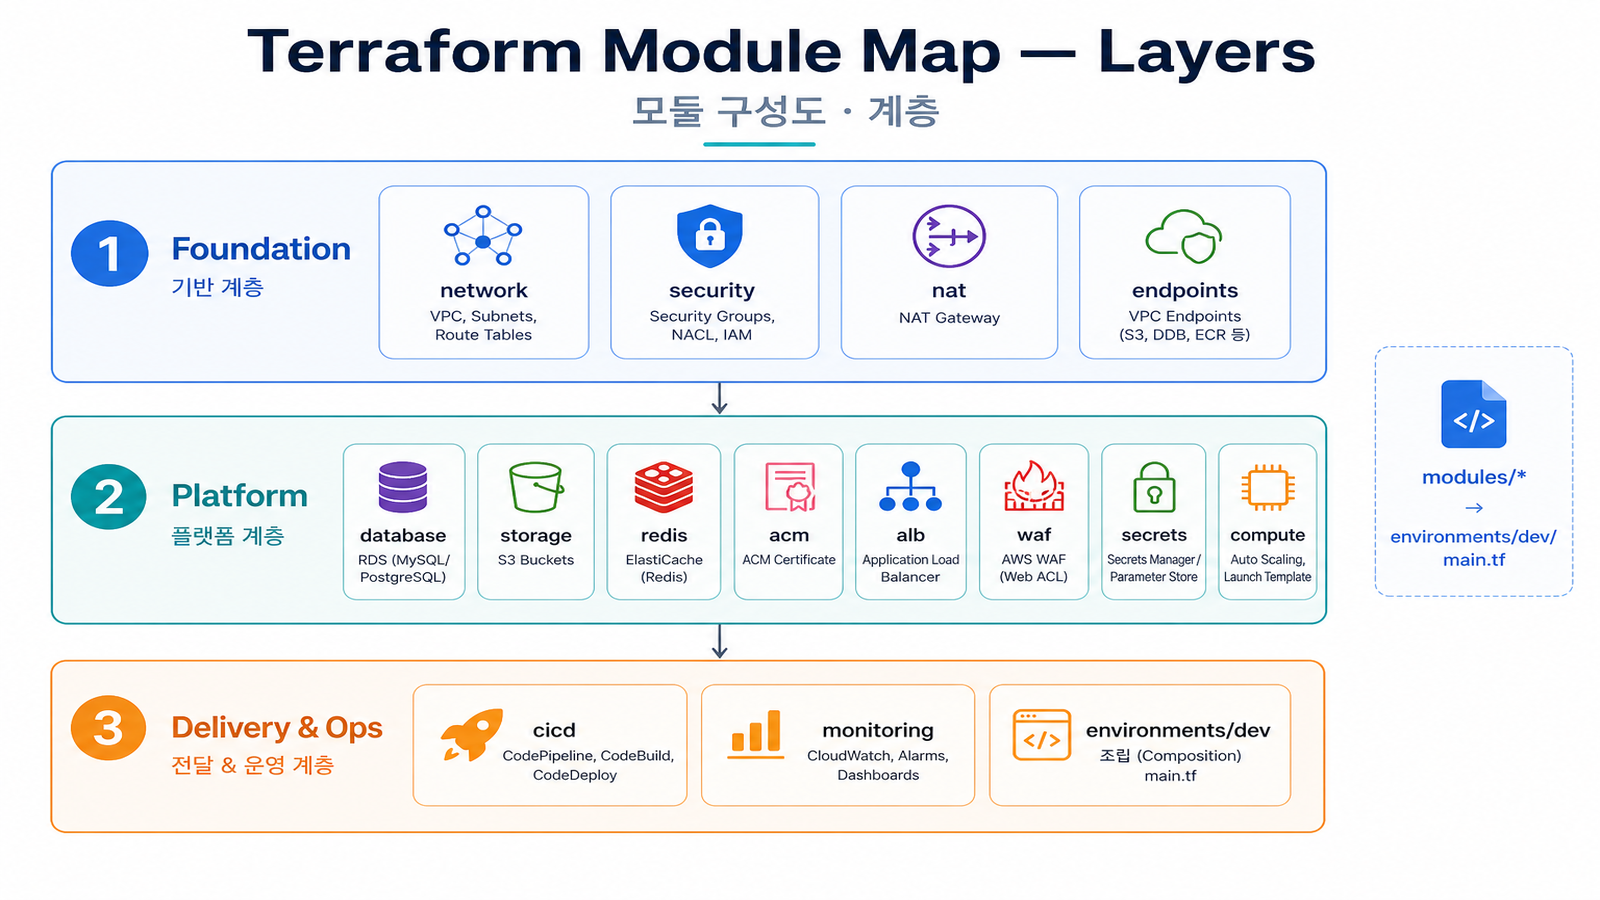 Terraform Module Map — Layers
모듈 구성도 · 계층
1
Foundation
기반 계층
network
VPC, Subnets,
Route Tables
security
Security Groups,
NACL, IAM
nat
NAT Gateway
endpoints
VPC Endpoints
(S3, DDB, ECR 등)
2
Platform
플랫폼 계층
database
RDS (MySQL/
PostgreSQL)
storage
S3 Buckets
redis
ElastiCache
(Redis)
acm
ACM Certificate
alb
Application Load
Balancer
waf
AWS WAF
(Web ACL)
secrets
Secrets Manager /
Parameter Store
compute
Auto Scaling,
Launch Template
3
Delivery & Ops
전달 & 운영 계층
cicd
CodePipeline, CodeBuild,
CodeDeploy
monitoring
CloudWatch, Alarms,
Dashboards
</>
environments/dev
조립 (Composition)
main.tf
</>
modules/*
→
environments/dev/
main.tf